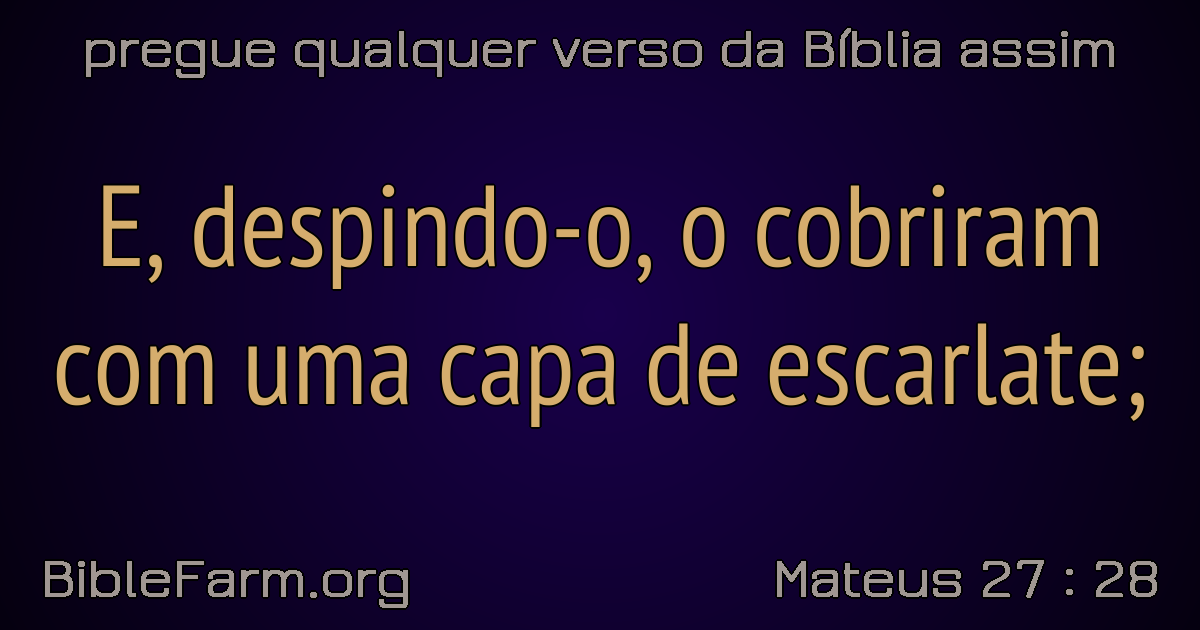 pregue qualquer verso da Bíblia assim
E, despindo-o, o cobriram
com uma capa de escarlate;
BibleFarm.org
Mateus 27 : 28